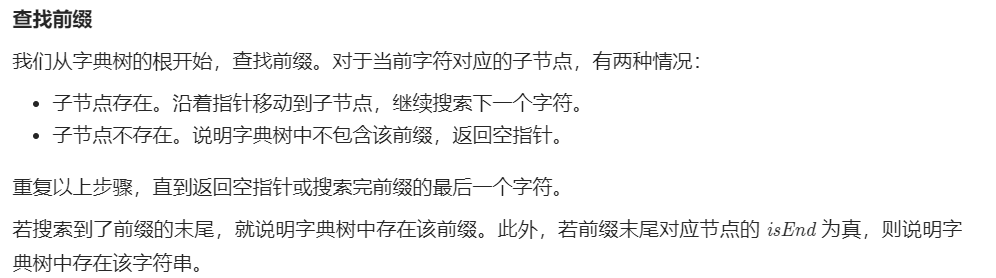 查找前缀
我们从字典树的根开始，查找前缀。对于当前字符对应的子节点，有两种情况：
• 子节点存在。沿着指针移动到子节点，继续搜索下一个字符。
• 子节点不存在。说明字典树中不包含该前缀，返回空指针。
重复以上步骤，直到返回空指针或搜索完前缀的最后一个字符。
若搜索到了前缀的末尾，就说明字典树中存在该前缀。此外，若前缀末尾对应节点的 isEnd 为真，则说明字
典树中存在该字符串。